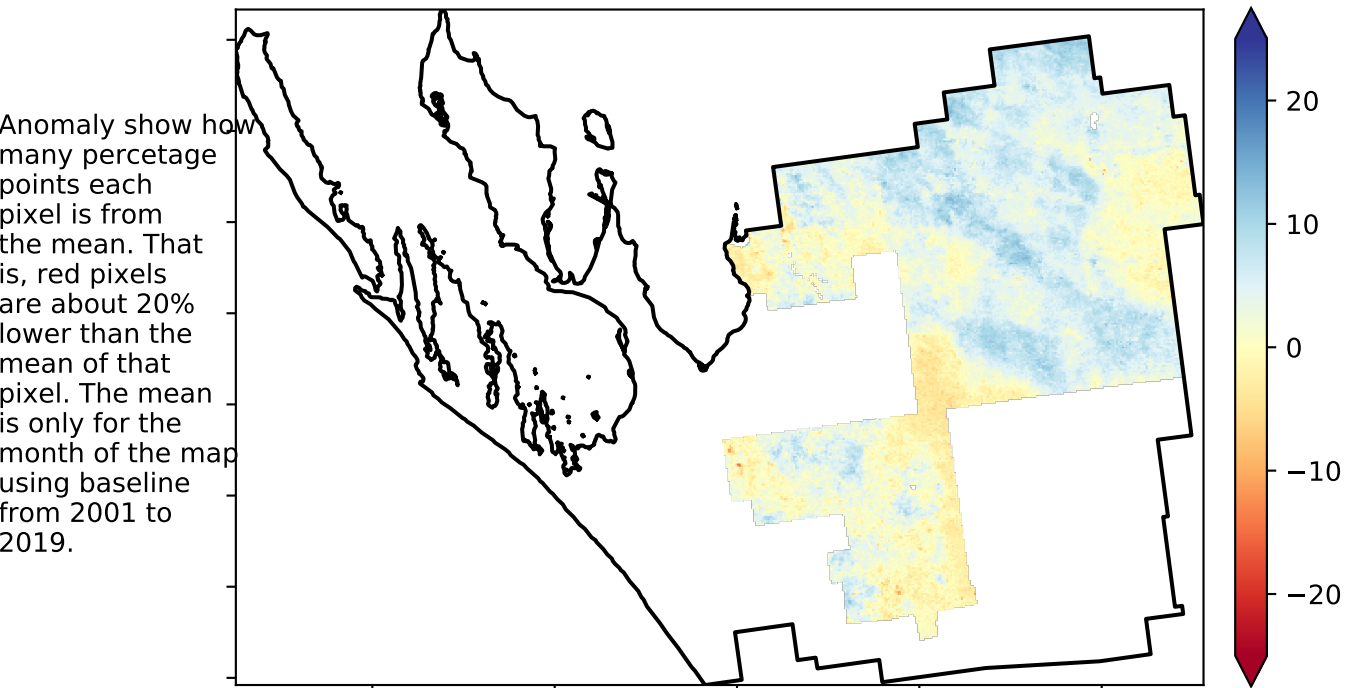 Anomaly show how
many percetage
points each
pixel is from
the mean. That
is, red pixels
are about 20%
lower than the
mean of that
pixel. The mean
is only for the
month of the map
using baseline
from 2001 to
2019.
20
10
0
−10
−20